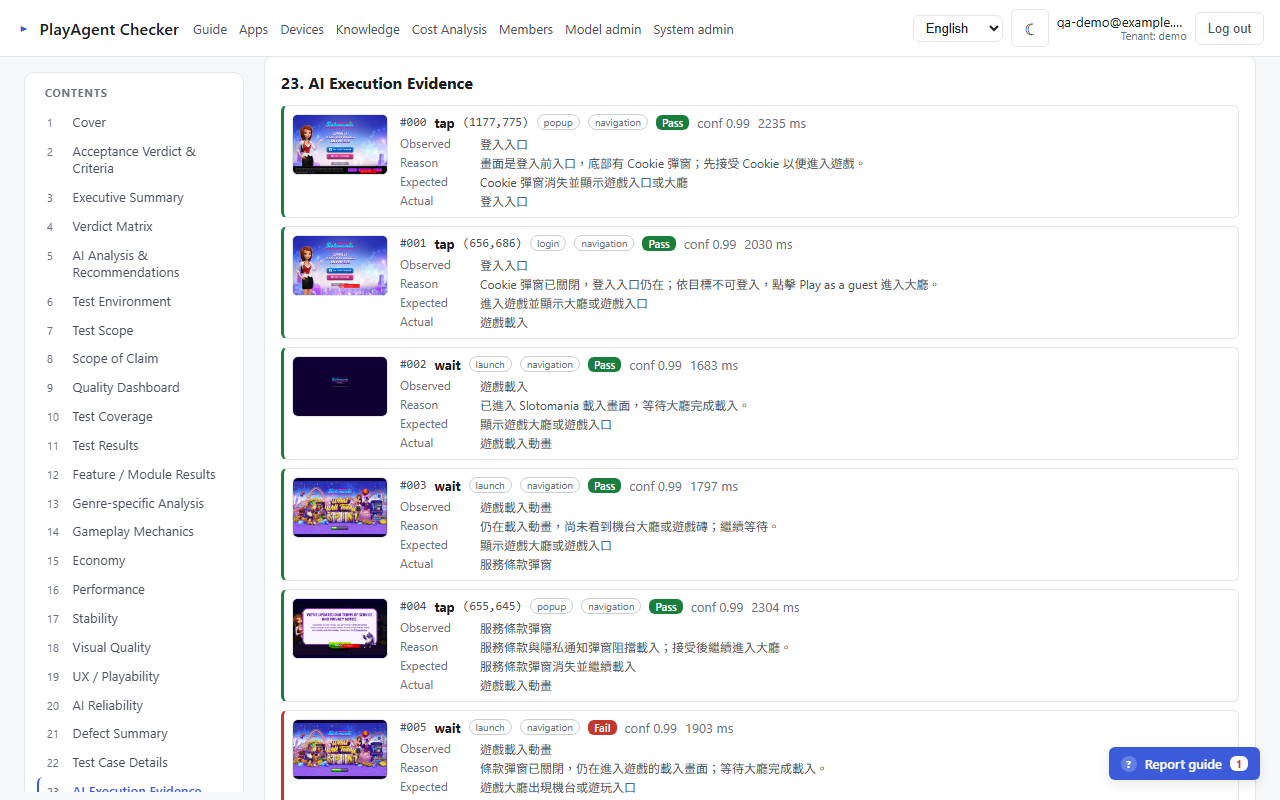 PlayAgent Checker Guide Apps Devices Knowledge Cost Analysis Members Model admin System admin English qa-demo@example.... Log out
Tenant: demo
CONTENTS
1 Cover
2 Acceptance Verdict &
Criteria
3 Executive Summary
4 Verdict Matrix
5 AI Analysis &
Recommendations
6 Test Environment
7 Test Scope
8 Scope of Claim
9 Quality Dashboard
10 Test Coverage
11 Test Results
12 Feature / Module Results
13 Genre-specific Analysis
14 Gameplay Mechanics
15 Economy
16 Performance
17 Stability
18 Visual Quality
19 UX / Playability
20 AI Reliability
21 Defect Summary
22 Test Case Details
23 AI Execution Evidence
23. AI Execution Evidence
#000 tap (1177,775) popup navigation Pass conf 0.99 2235 ms
Observed 登入入口
Reason 畫面是登入前入口，底部有 Cookie 彈窗；先接受 Cookie 以便進入遊戲。
Expected Cookie 彈窗消失並顯示遊戲入口或大廳
Actual 登入入口
#001 tap (656,686) login navigation Pass conf 0.99 2030 ms
Observed 登入入口
Reason Cookie 彈窗已關閉，登入入口仍在；依目標不可登入，點擊 Play as a guest 進入大廳。
Expected 進入遊戲並顯示大廳或遊戲入口
Actual 遊戲載入
#002 wait launch navigation Pass conf 0.99 1683 ms
Observed 遊戲載入
Reason 已進入 Slotomania 載入畫面，等待大廳完成載入。
Expected 顯示遊戲大廳或遊戲入口
Actual 遊戲載入動畫
#003 wait launch navigation Pass conf 0.99 1797 ms
Observed 遊戲載入動畫
Reason 仍在載入動畫，尚未看到機台大廳或遊戲磚；繼續等待。
Expected 顯示遊戲大廳或遊戲入口
Actual 服務條款彈窗
#004 tap (655,645) popup navigation Pass conf 0.99 2304 ms
Observed 服務條款彈窗
Reason 服務條款與隱私通知彈窗阻擋載入；接受後繼續進入大廳。
Expected 服務條款彈窗消失並繼續載入
Actual 遊戲載入動畫
#005 wait launch navigation Fail conf 0.99 1903 ms
Observed 遊戲載入動畫
Reason 條款彈窗已關閉，仍在進入遊戲的載入畫面；等待大廳完成載入。
Expected 遊戲大廳出現機台或遊玩入口
? Report guide 1